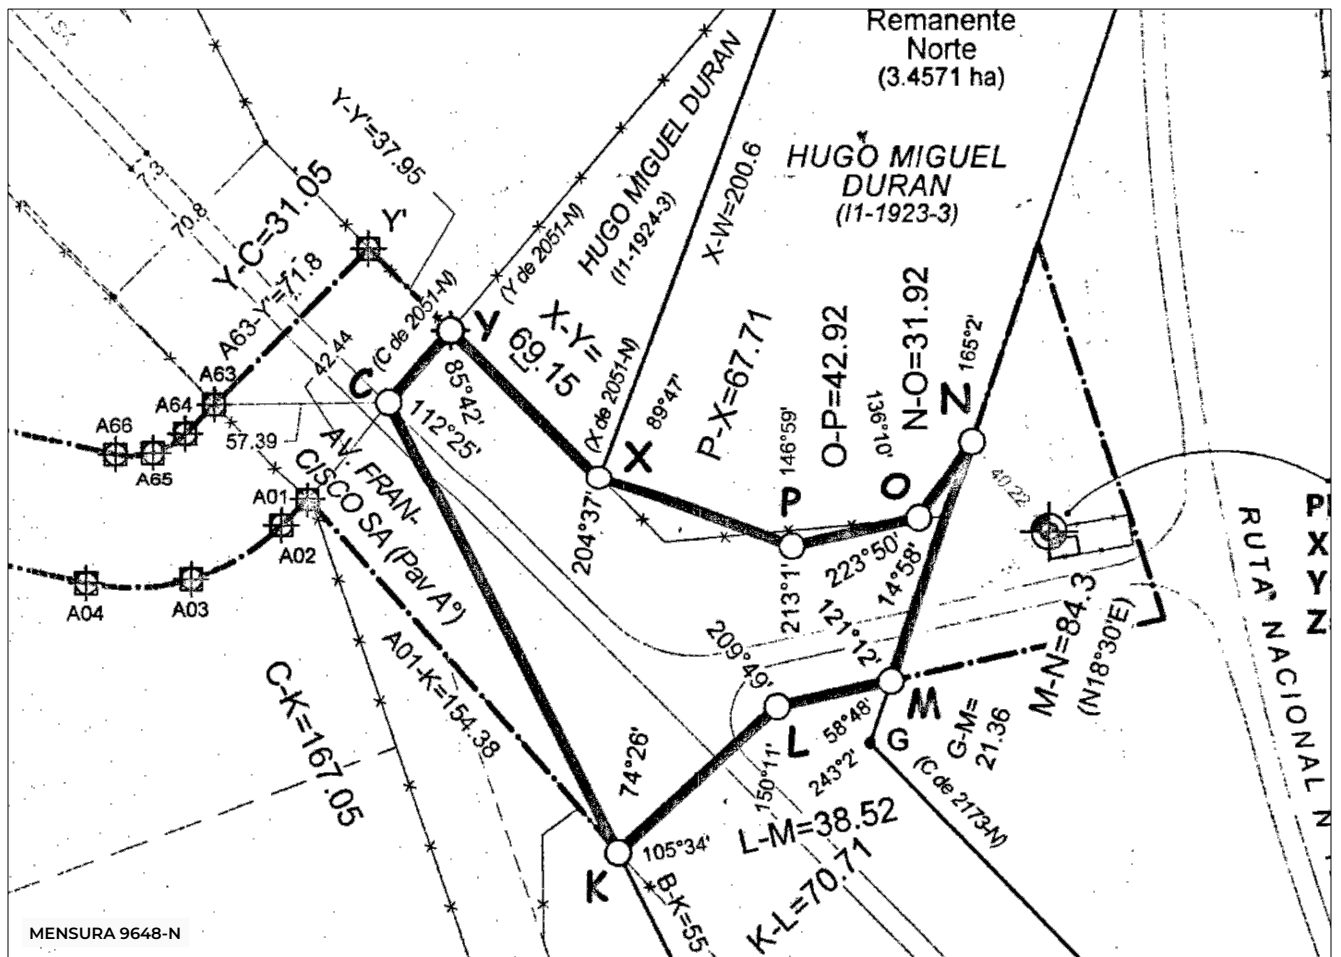 Remanente
Norte
(3.4571 ha)
HUGO MIGUEL
DURAN
(I1-1923-3)
HUGO MIGUEL DURAN
(I1-1924-3)
Y-Y'=37.95
7.3
70.8
Y-C=31.05
A63-Y'=71.8
Y'
42.44
(C de 2051-N)
(Y de 2051-N)
Y
X-Y=
69.15
X-W=200.6
(X de 2051-N)
89°47'
P-X=67.71
O-P=42.92
N-O=31.92
146°59'
136°10'
165°2'
A63
A64
A66
A65
57.39
C
85°42'
112°25'
X
204°37'
P
O
N
40.22
A01
A02
A03
A04
AV. FRAN-
CISCO SA (Pav Aº)
A01-K=154.38
C-K=167.05
213°1'
223°50'
14°58'
121°12'
209°49'
M-N=84.3
(N18°30'E)
RUTA NACIONAL N
P
X
Y
Z
74°26'
150°11'
L
58°48'
243°2'
M
G
G-M=
21.36
(C de 2173-N)
L-M=38.52
K-L=70.71
105°34'
K
B-K=55
MENSURA 9648-N